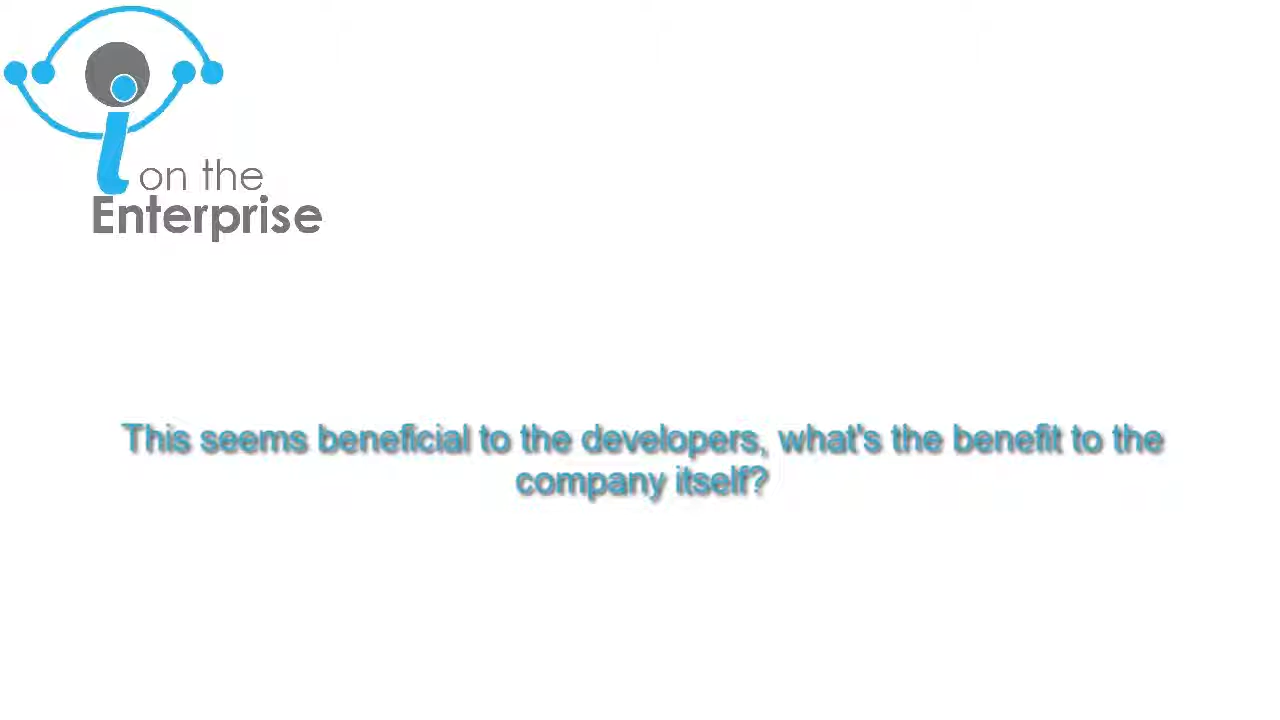 i on the
Enterprise
This seems beneficial to the developers, what's the benefit to the
company itself?